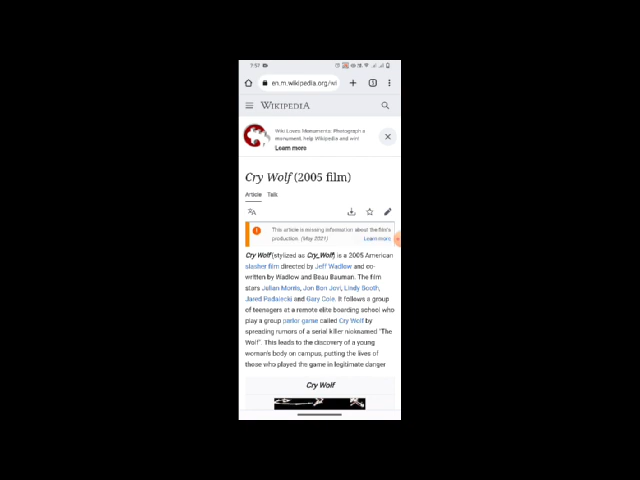 7:57
en.m.wikipedia.org/wi
WIKIPEDIA
Wiki Loves Monuments: Photograph a
monument, help Wikipedia and win!
Learn more
Cry Wolf (2005 film)
Article Talk
This article is missing information about the film's
production. (May 2021)
Learn more
Cry Wolf (stylized as Cry_Wolf) is a 2005 American
slasher film directed by Jeff Wadlow and co-
written by Wadlow and Beau Bauman. The film
stars Julian Morris, Jon Bon Jovi, Lindy Booth,
Jared Padalecki and Gary Cole. It follows a group
of teenagers at a remote elite boarding school who
play a group parlor game called Cry Wolf by
spreading rumors of a serial killer nicknamed "The
Wolf". This leads to the discovery of a young
woman's body on campus, putting the lives of
those who played the game in legitimate danger
Cry Wolf